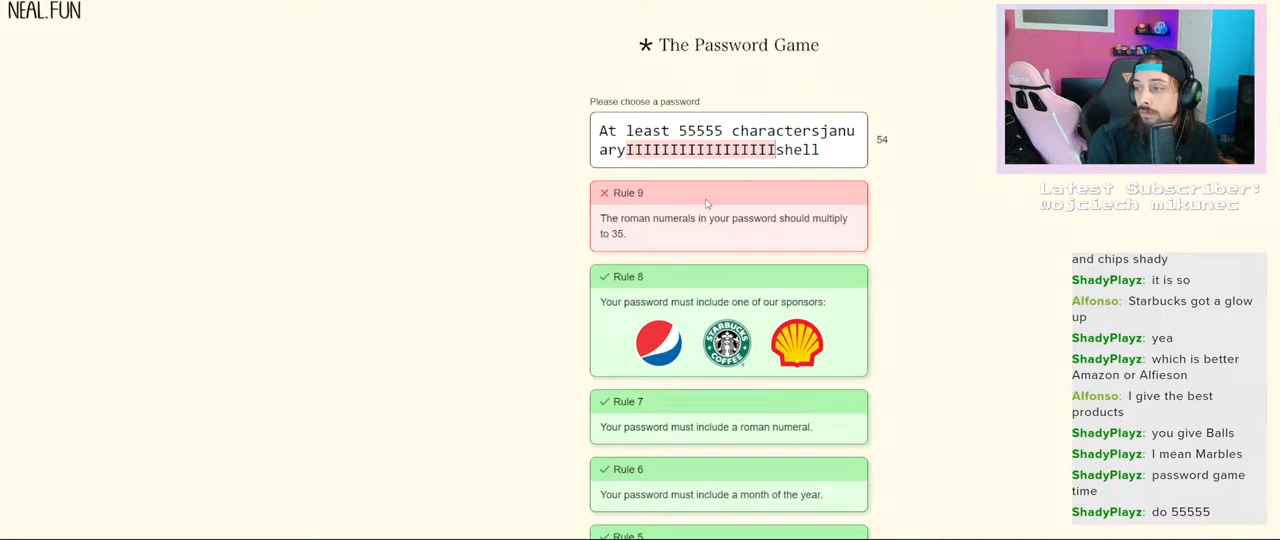 NEAL.FUN
* The Password Game
Please choose a password
At least 55555 charactersjanu
aryIIIIIIIIIIIIIIIIIshell
54
Rule 9
The roman numerals in your password should multiply
to 35.
Rule 8
Your password must include one of our sponsors:
STARBUCKS
COFFEE
Rule 7
Your password must include a roman numeral.
Rule 6
Your password must include a month of the year.
Rule 5
Latest Subscriber:
wojciech mikunec
and chips shady
ShadyPlayz: it is so
Alfonso: Starbucks got a glow
up
ShadyPlayz: yea
ShadyPlayz: which is better
Amazon or Alfieson
Alfonso: I give the best
products
ShadyPlayz: you give Balls
ShadyPlayz: I mean Marbles
ShadyPlayz: password game
time
ShadyPlayz: do 55555